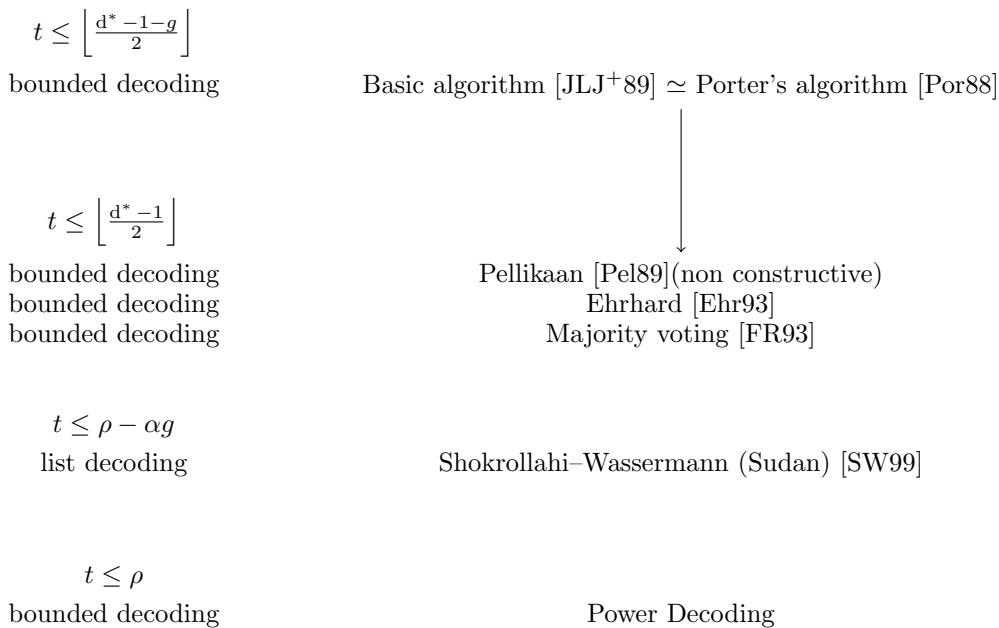 t ≤ ⌊(d* −1−g)/2⌋
bounded decoding Basic algorithm [JLJ⁺89] ≃ Porter's algorithm [Por88]
t ≤ ⌊(d* −1)/2⌋
bounded decoding Pellikaan [Pel89](non constructive)
bounded decoding Ehrhard [Ehr93]
bounded decoding Majority voting [FR93]
t ≤ ρ − αg
list decoding Shokrollahi–Wassermann (Sudan) [SW99]
t ≤ ρ
bounded decoding Power Decoding